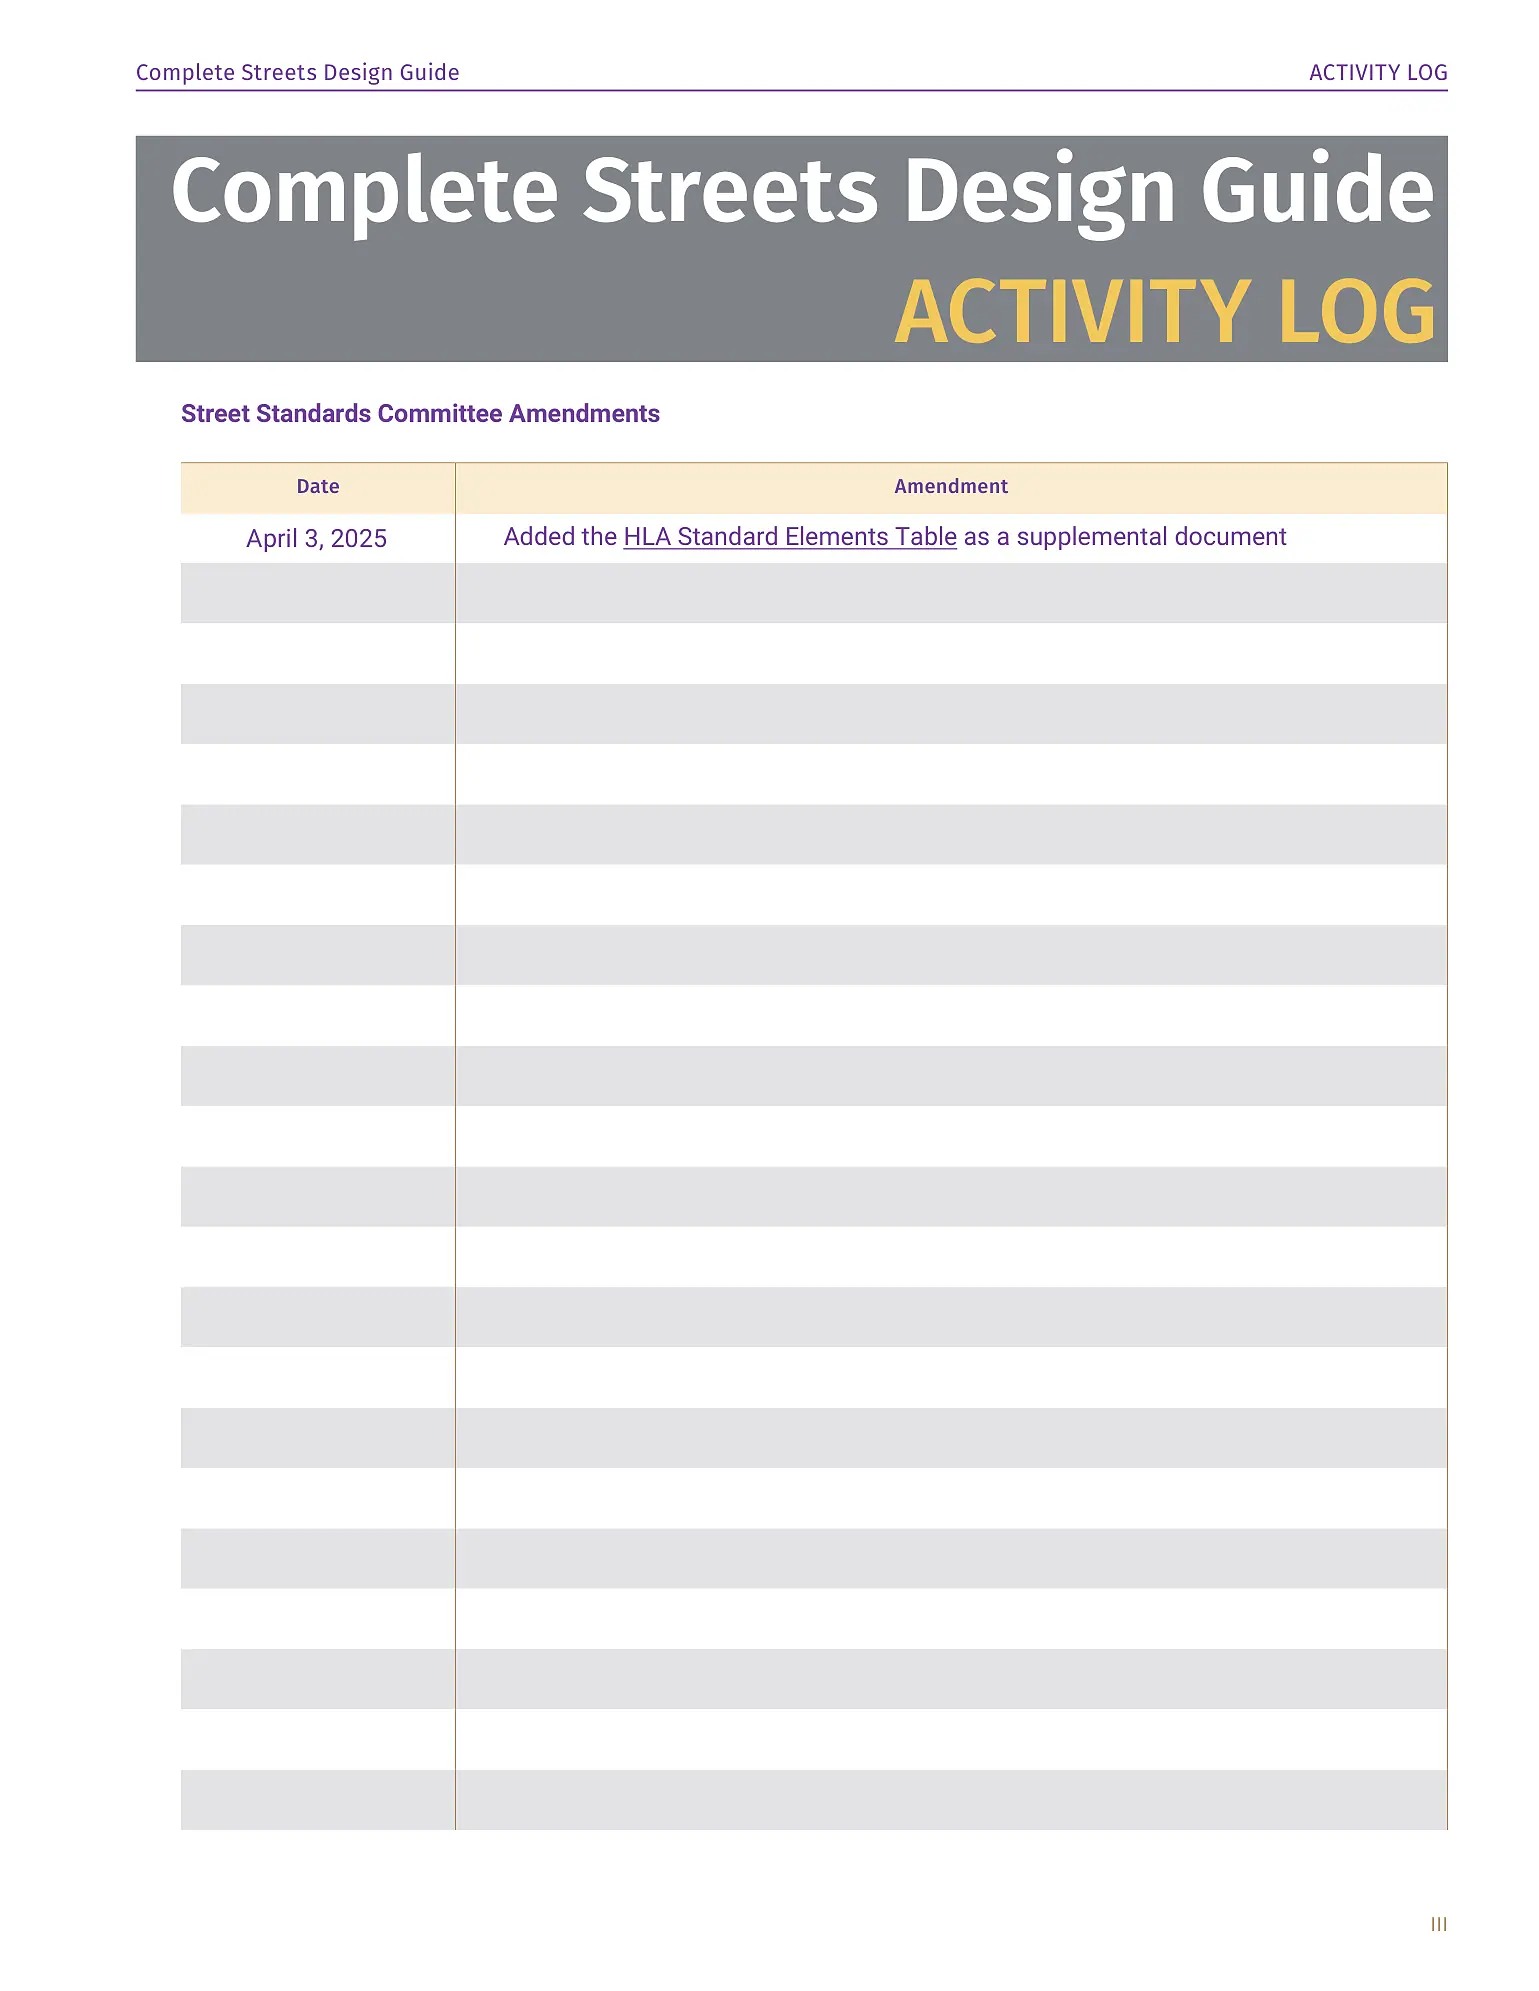 Complete Streets Design Guide
ACTIVITY LOG
Complete Streets Design Guide
ACTIVITY LOG
Street Standards Committee Amendments
Date
Amendment
April 3, 2025
Added the HLA Standard Elements Table as a supplemental document
III